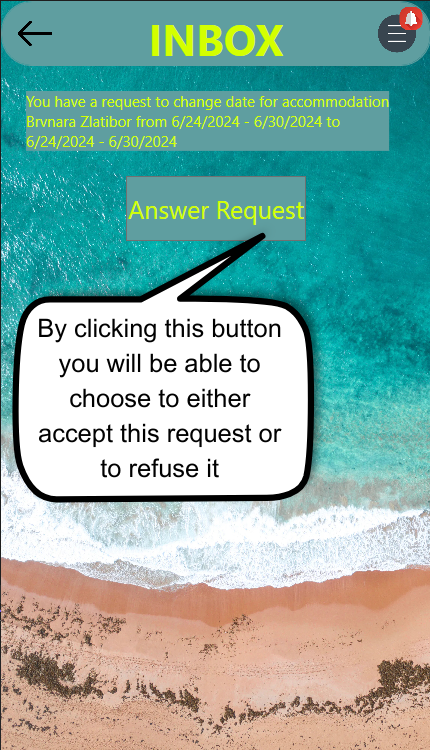 INBOX
You have a request to change date for accommodation
Brvnara Zlatibor from 6/24/2024 - 6/30/2024 to
6/24/2024 - 6/30/2024
Answer Request
By clicking this button
you will be able to
choose to either
accept this request or
to refuse it